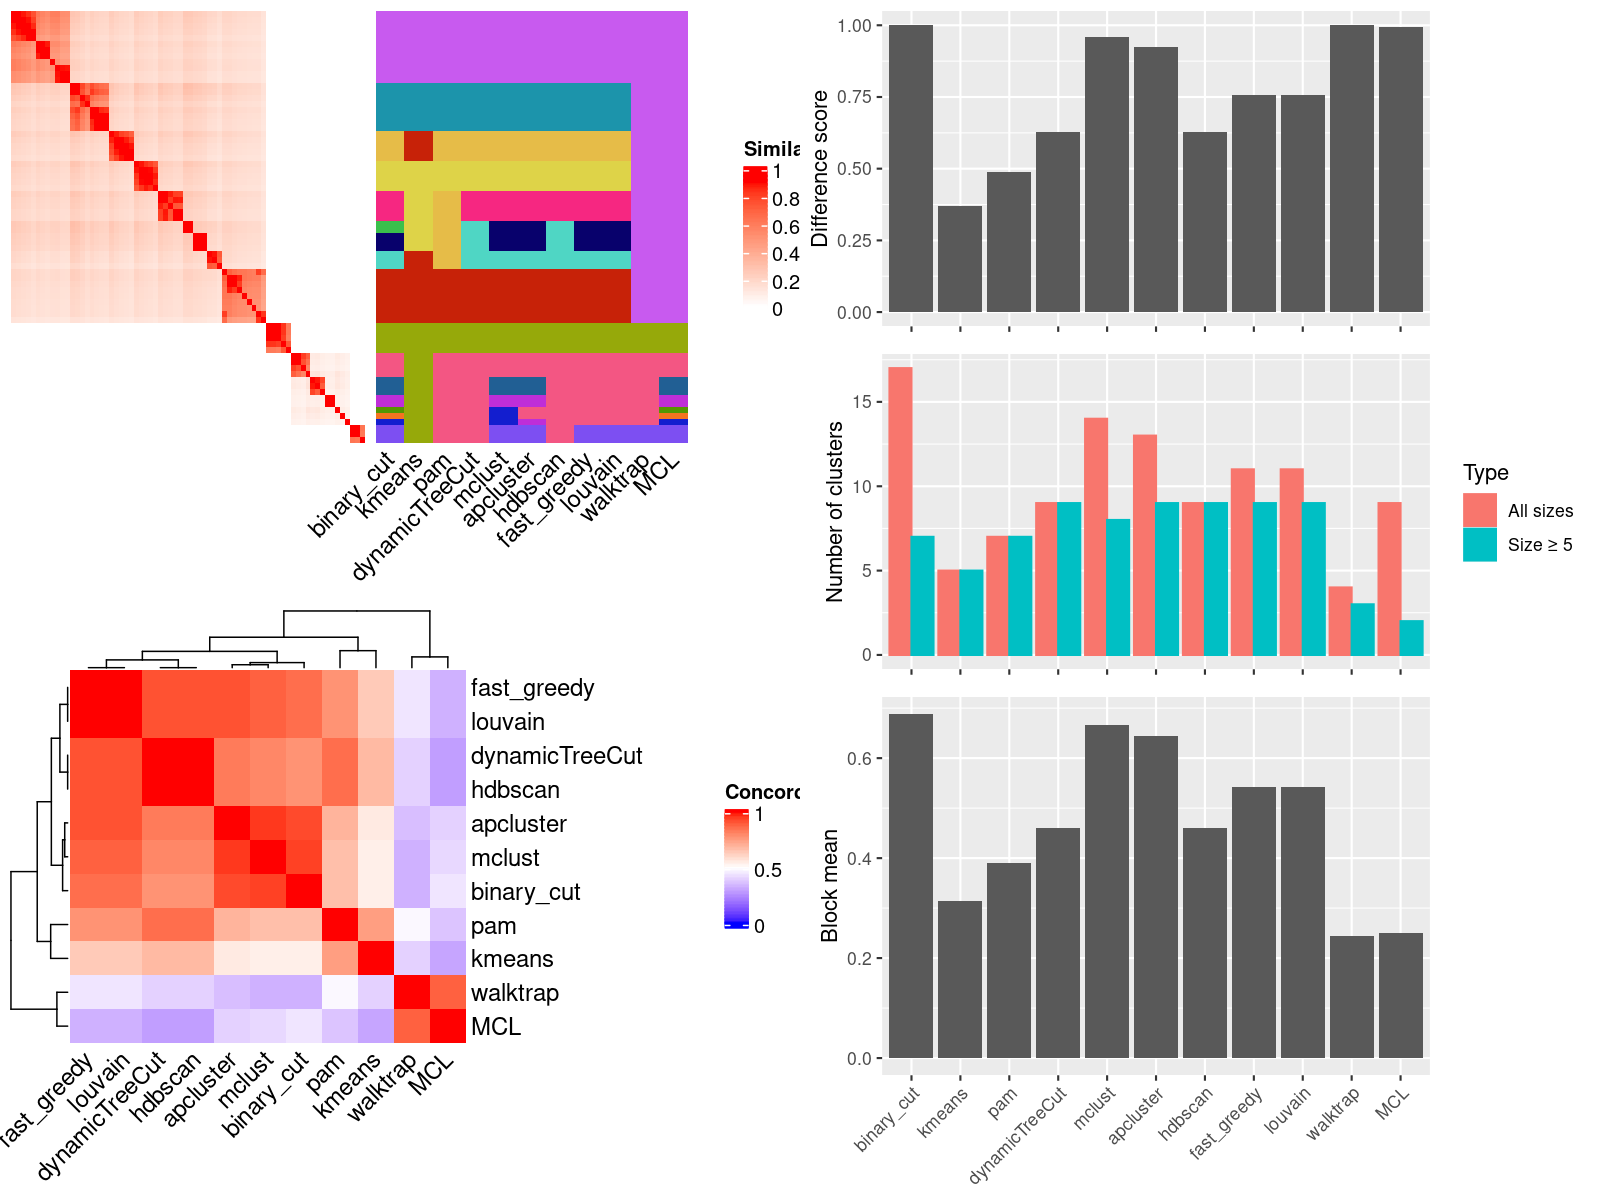 Simila
1
0.8
0.6
0.4
0.2
0
binary_cut
kmeans
pam
dynamicTreeCut
mclust
apcluster
hdbscan
fast_greedy
louvain
walktrap
MCL
fast_greedy
louvain
dynamicTreeCut
hdbscan
apcluster
mclust
binary_cut
pam
kmeans
walktrap
MCL
Concord
1
0.5
0
fast_greedy
louvain
dynamicTreeCut
hdbscan
apcluster
mclust
binary_cut
pam
kmeans
walktrap
MCL
Difference score
1.00
0.75
0.50
0.25
0.00
Number of clusters
15
10
5
0
Type
All sizes
Size ≥ 5
Block mean
0.6
0.4
0.2
0.0
binary_cut
kmeans
pam
dynamicTreeCut
mclust
apcluster
hdbscan
fast_greedy
louvain
walktrap
MCL